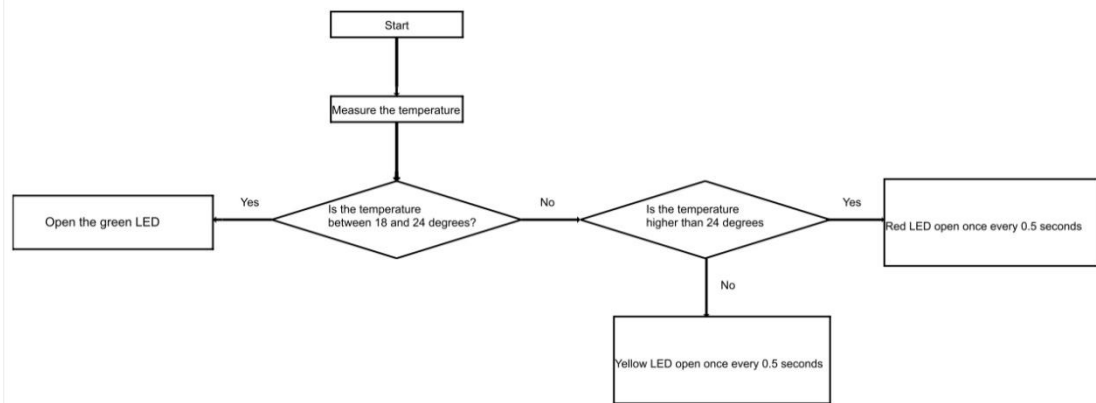 Start
Measure the temperature
Is the temperature
between 18 and 24 degrees?
Yes
Open the green LED
No
Is the temperature
higher than 24 degrees
Yes
Red LED open once every 0.5 seconds
No
Yellow LED open once every 0.5 seconds